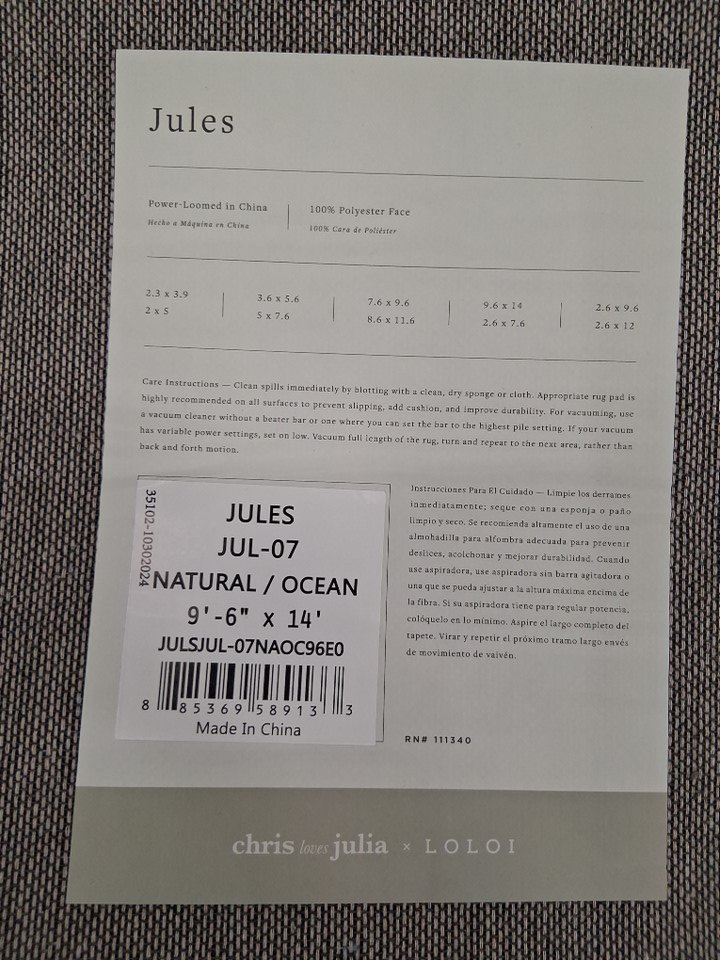 Jules
Power-Loomed in China
Hecho a Máquina en China
100% Polyester Face
100% Cara de Poliéster
2.3 x 3.9
2 x 5
3.6 x 5.6
5 x 7.6
7.6 x 9.6
8.6 x 11.6
9.6 x 14
2.6 x 7.6
2.6 x 9.6
2.6 x 12
Care Instructions — Clean spills immediately by blotting with a clean, dry sponge or cloth. Appropriate rug pad is
highly recommended on all surfaces to prevent slipping, add cushion, and improve durability. For vacuuming, use
a vacuum cleaner without a beater bar or one where you can set the bar to the highest pile setting. If your vacuum
has variable power settings, set on low. Vacuum full length of the rug, turn and repeat to the next area, rather than
back and forth motion.
35102-10302024
JULES
JUL-07
NATURAL / OCEAN
9'-6" x 14'
JULSJUL-07NAOC96E0
8 85369 58913 3
Made In China
Instrucciones Para El Cuidado — Limpie los derrames
inmediatamente; seque con una esponja o paño
limpio y seco. Se recomienda altamente el uso de una
almohadilla para alfombra adecuada para prevenir
deslices, acolchonar y mejorar durabilidad. Cuando
use aspiradora, use aspiradora sin barra agitadora o
una que se pueda ajustar a la altura máxima encima de
la fibra. Si su aspiradora tiene para regular potencia,
colóquelo en lo mínimo. Aspire el largo completo del
tapete. Virar y repetir el próximo tramo largo envés
de movimiento de vaivén.
RN# 111340
chris loves julia × LOLOI